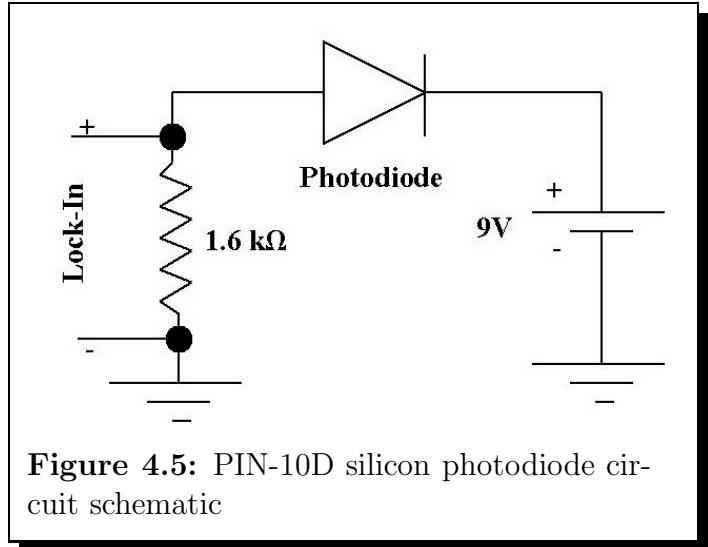 +
Photodiode
Lock-In
1.6 kΩ
+
9V
-
-
Figure 4.5: PIN-10D silicon photodiode cir-
cuit schematic